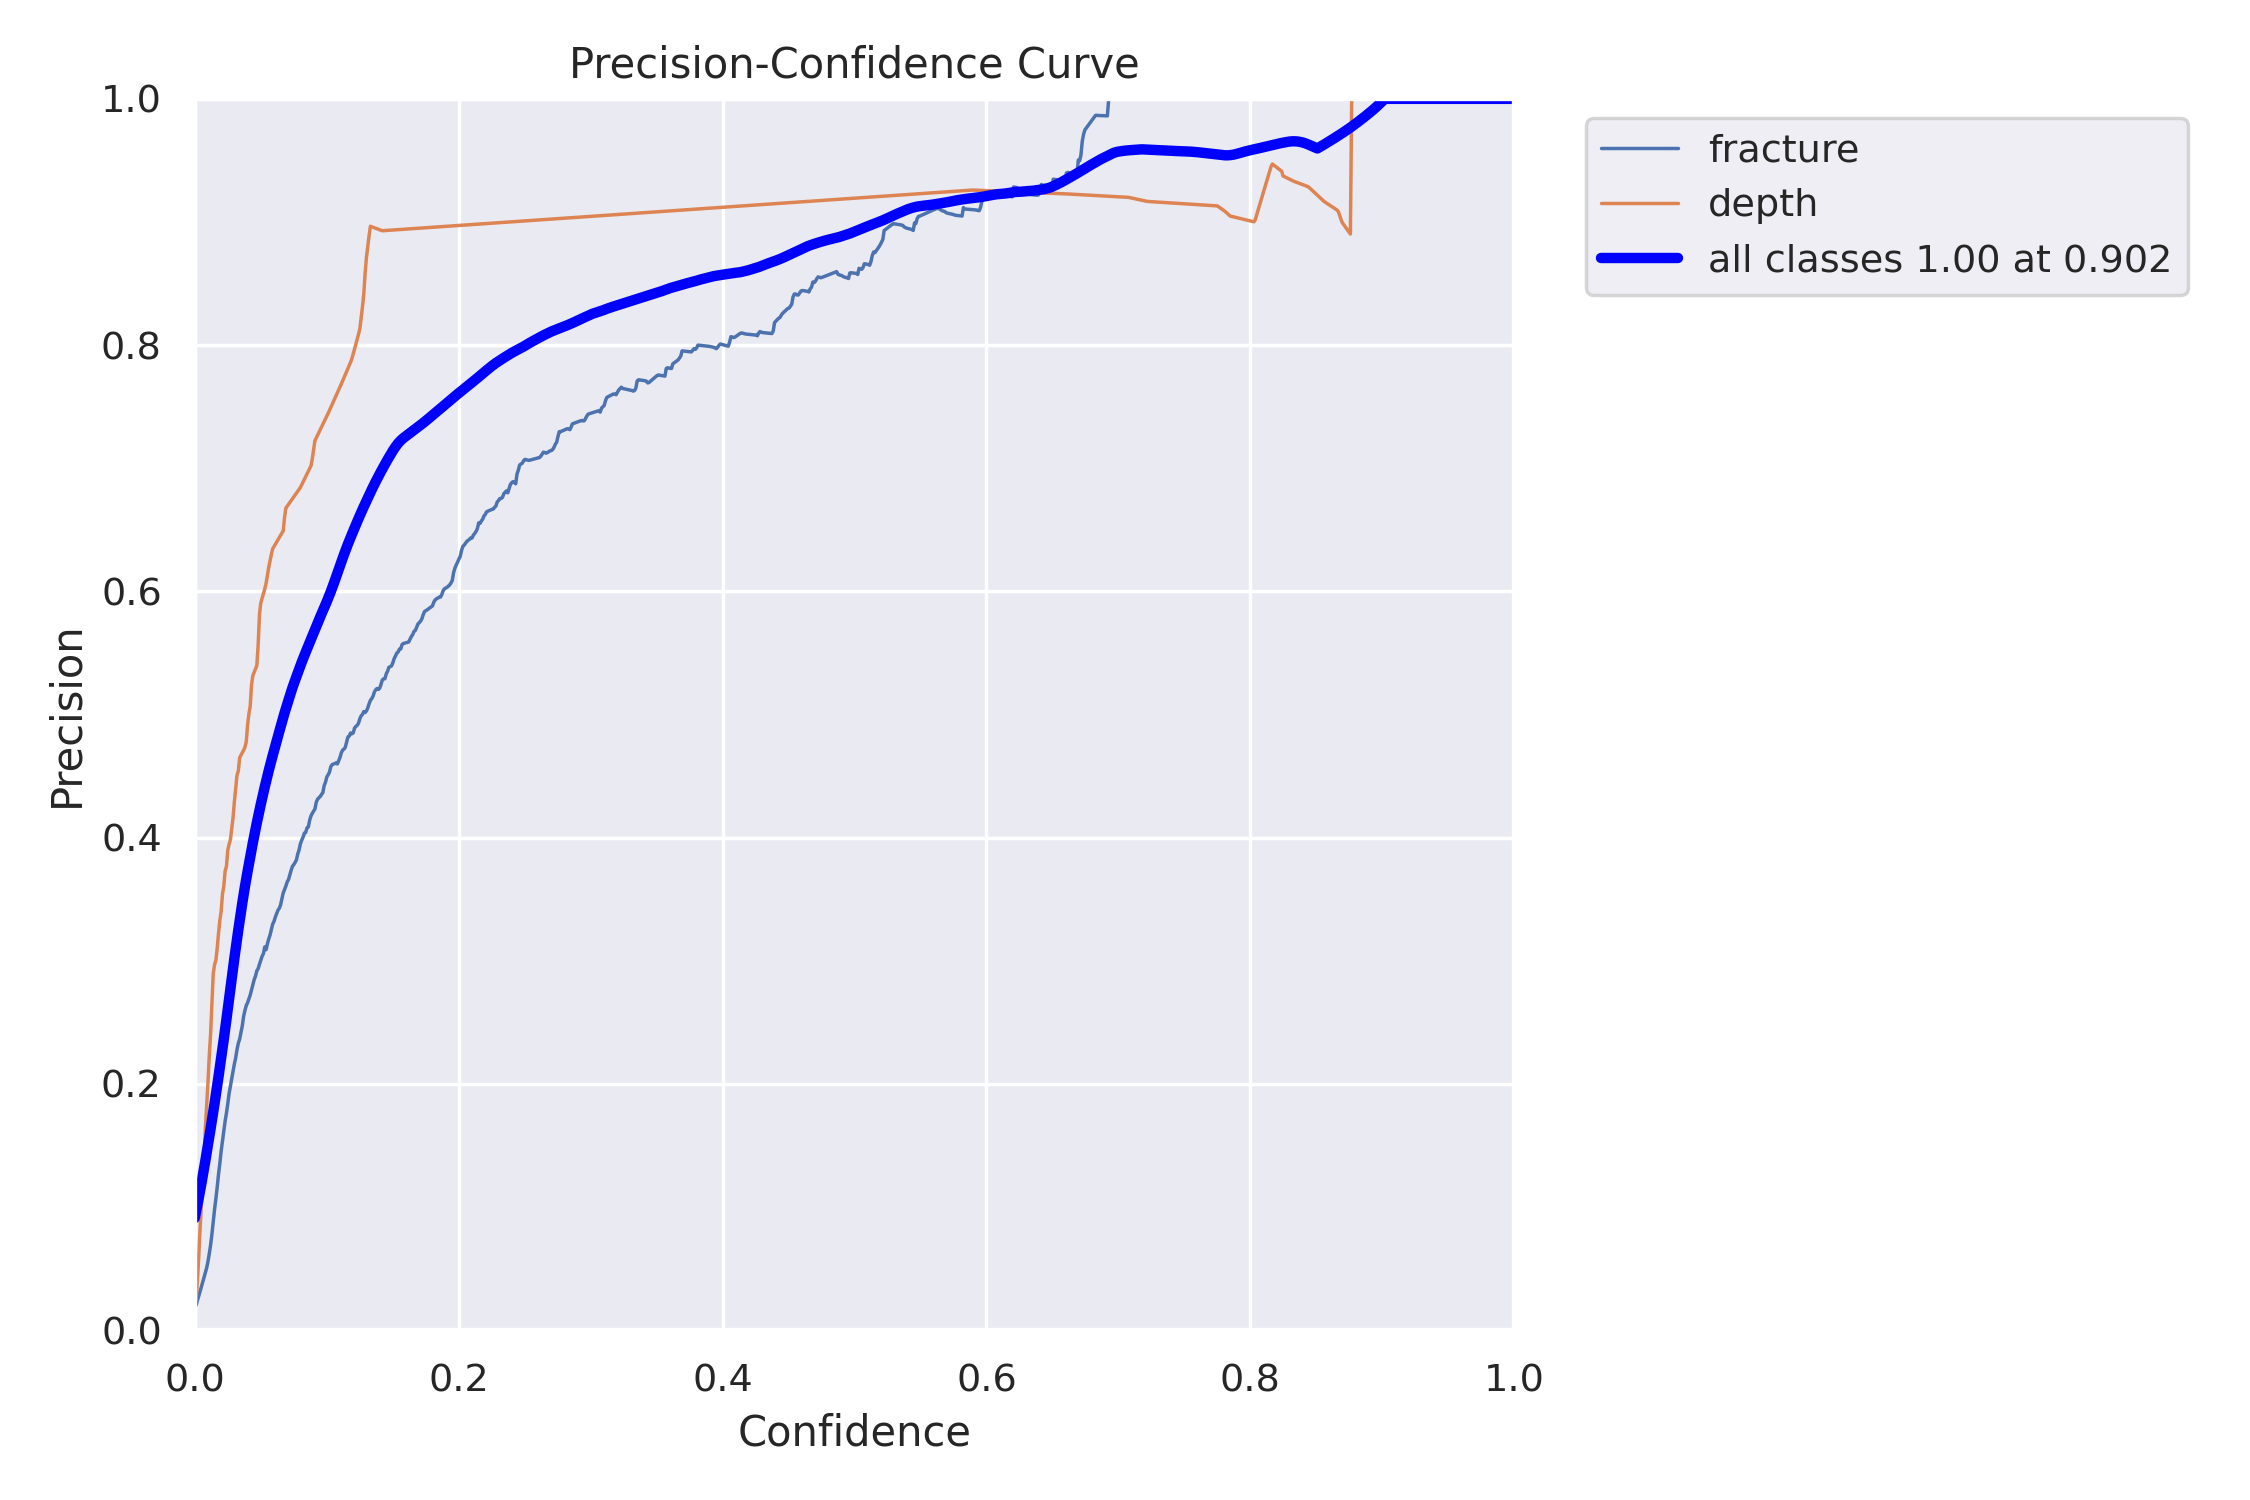 Precision-Confidence Curve
1.0
0.8
0.6
0.4
0.2
0.0
Precision
0.0 0.2 0.4 0.6 0.8 1.0
Confidence
fracture
depth
all classes 1.00 at 0.902